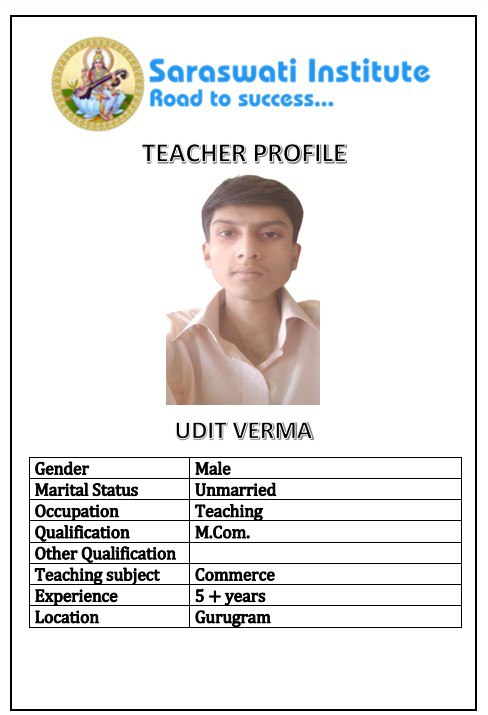 Saraswati Institute
Road to success...
TEACHER PROFILE
UDIT VERMA
Gender Male
Marital Status Unmarried
Occupation Teaching
Qualification M.Com.
Other Qualification
Teaching subject Commerce
Experience 5 + years
Location Gurugram